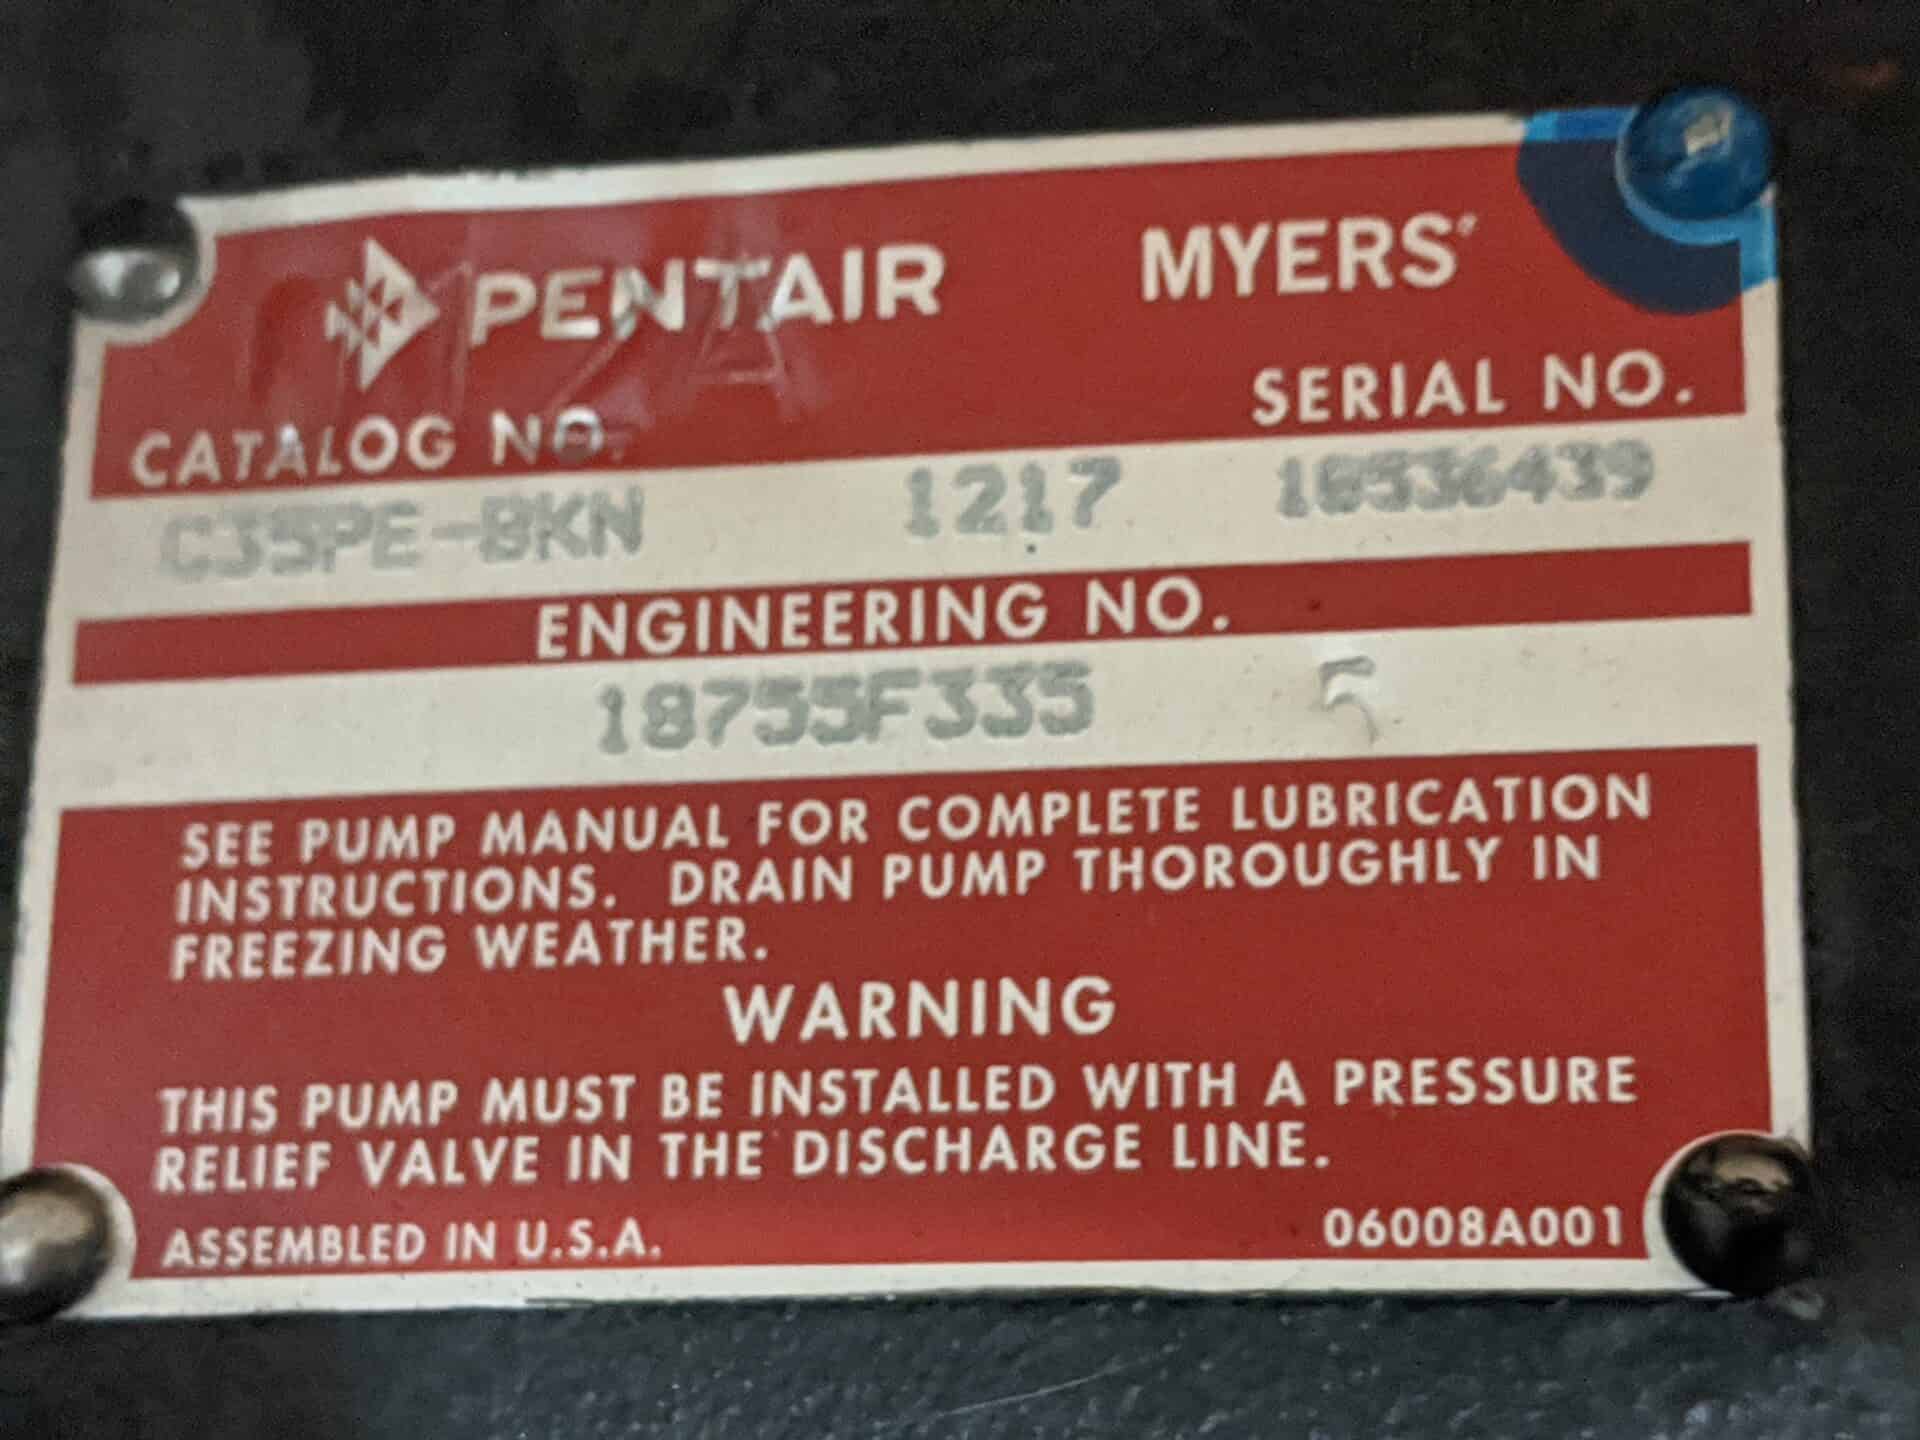 PENTAIR MYERS®
CATALOG NO. SERIAL NO.
C35PE-BKN 1217 18536439
ENGINEERING NO.
18755F335 5
SEE PUMP MANUAL FOR COMPLETE LUBRICATION
INSTRUCTIONS. DRAIN PUMP THOROUGHLY IN
FREEZING WEATHER.
WARNING
THIS PUMP MUST BE INSTALLED WITH A PRESSURE
RELIEF VALVE IN THE DISCHARGE LINE.
ASSEMBLED IN U.S.A. 06008A001